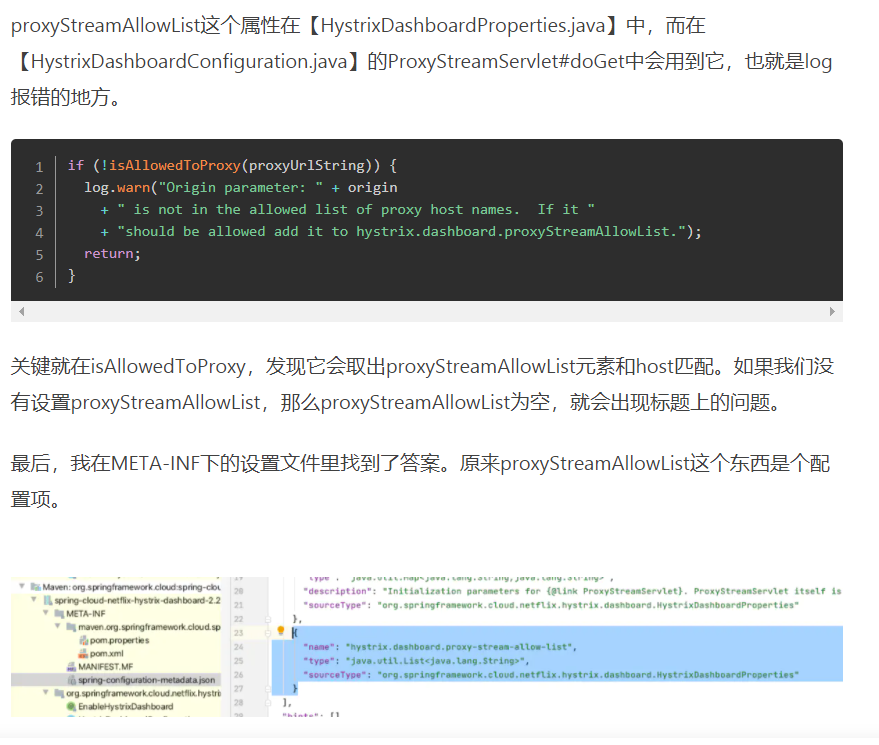 proxyStreamAllowList这个属性在【HystrixDashboardProperties.java】中，而在
【HystrixDashboardConfiguration.java】的ProxyStreamServlet#doGet中会用到它，也就是log
报错的地方。
1 if (!isAllowedToProxy(proxyUrlString)) {
2 log.warn("Origin parameter: " + origin
3 + " is not in the allowed list of proxy host names.  If it "
4 + "should be allowed add it to hystrix.dashboard.proxyStreamAllowList.");
5 return;
6 }
关键就在isAllowedToProxy，发现它会取出proxyStreamAllowList元素和host匹配。如果我们没
有设置proxyStreamAllowList，那么proxyStreamAllowList为空，就会出现标题上的问题。
最后，我在META-INF下的设置文件里找到了答案。原来proxyStreamAllowList这个东西是个配
置项。
Maven: org.springframework.cloud:spring-clou
spring-cloud-netflix-hystrix-dashboard-2.2
META-INF
maven.org.springframework.cloud.sp
pom.properties
pom.xml
MANIFEST.MF
spring-configuration-metadata.json
org.springframework.cloud.netflix.hystri
EnableHystrixDashboard
19 "type": "java.util.Map<java.lang.String,java.lang.String>",
20 "description": "Initialization parameters for {@link ProxyStreamServlet}. ProxyStreamServlet itself is
21 "sourceType": "org.springframework.cloud.netflix.hystrix.dashboard.HystrixDashboardProperties"
22 },
23 {
24 "name": "hystrix.dashboard.proxy-stream-allow-list",
25 "type": "java.util.List<java.lang.String>",
26 "sourceType": "org.springframework.cloud.netflix.hystrix.dashboard.HystrixDashboardProperties"
27 }
28 ],
29 "hints": []